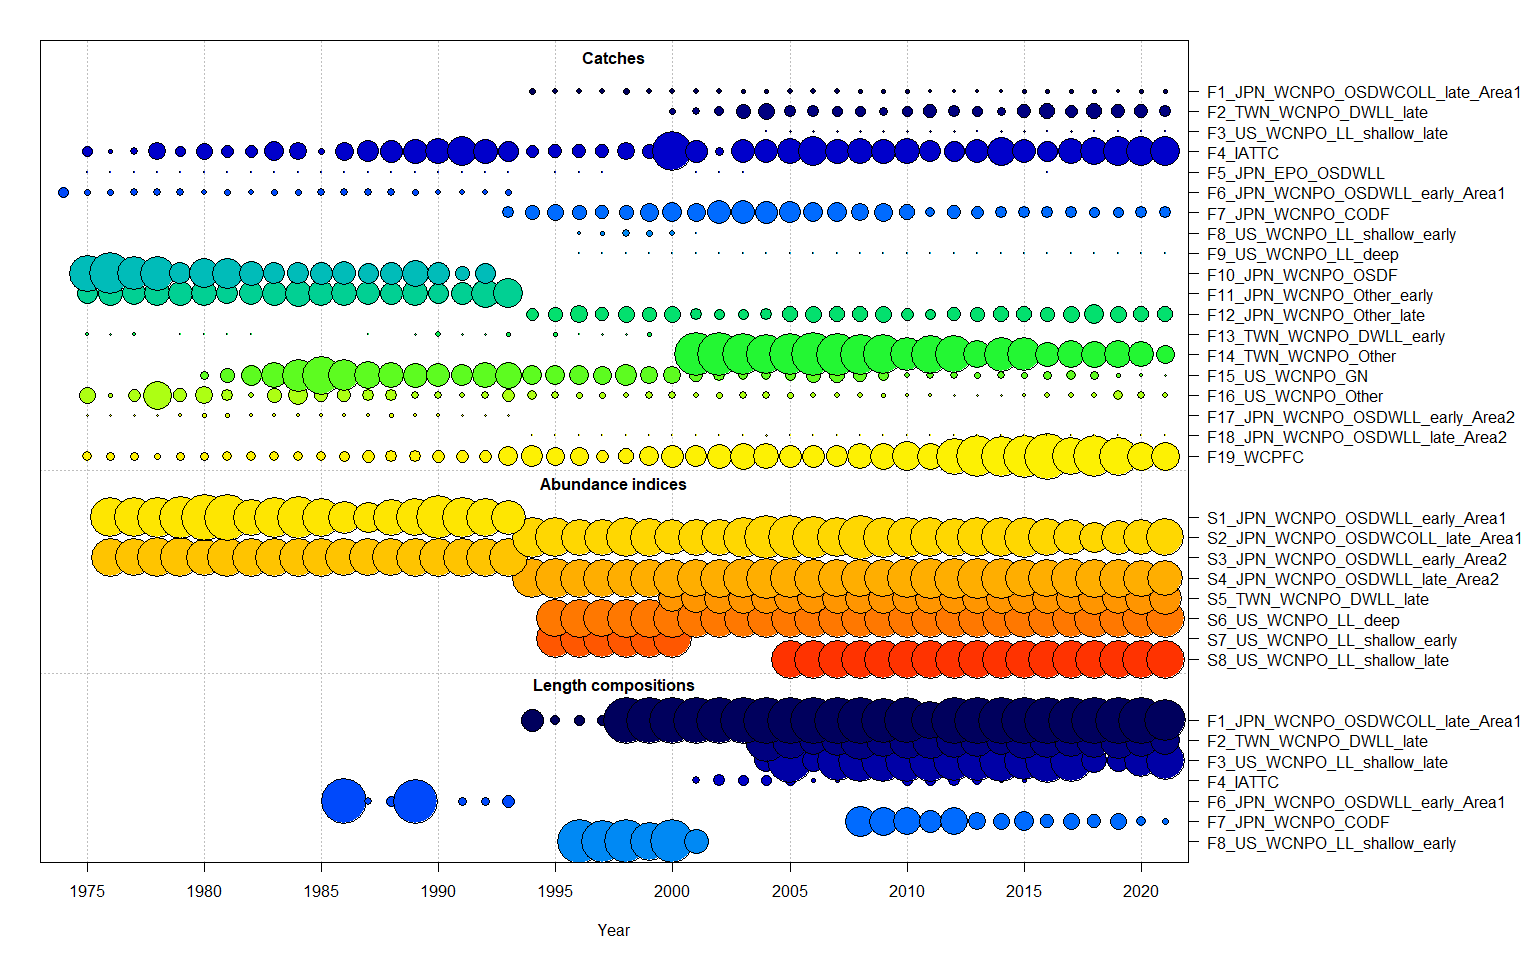 Catches
F1_JPN_WCNPO_OSDWCOLL_late_Area1
F2_TWN_WCNPO_DWLL_late
F3_US_WCNPO_LL_shallow_late
F4_IATTC
F5_JPN_EPO_OSDWLL
F6_JPN_WCNPO_OSDWLL_early_Area1
F7_JPN_WCNPO_CODF
F8_US_WCNPO_LL_shallow_early
F9_US_WCNPO_LL_deep
F10_JPN_WCNPO_OSDF
F11_JPN_WCNPO_Other_early
F12_JPN_WCNPO_Other_late
F13_TWN_WCNPO_DWLL_early
F14_TWN_WCNPO_Other
F15_US_WCNPO_GN
F16_US_WCNPO_Other
F17_JPN_WCNPO_OSDWLL_early_Area2
F18_JPN_WCNPO_OSDWLL_late_Area2
F19_WCPFC
Abundance indices
S1_JPN_WCNPO_OSDWLL_early_Area1
S2_JPN_WCNPO_OSDWCOLL_late_Area1
S3_JPN_WCNPO_OSDWLL_early_Area2
S4_JPN_WCNPO_OSDWLL_late_Area2
S5_TWN_WCNPO_DWLL_late
S6_US_WCNPO_LL_deep
S7_US_WCNPO_LL_shallow_early
S8_US_WCNPO_LL_shallow_late
Length compositions
F1_JPN_WCNPO_OSDWCOLL_late_Area1
F2_TWN_WCNPO_DWLL_late
F3_US_WCNPO_LL_shallow_late
F4_IATTC
F6_JPN_WCNPO_OSDWLL_early_Area1
F7_JPN_WCNPO_CODF
F8_US_WCNPO_LL_shallow_early
1975 1980 1985 1990 1995 2000 2005 2010 2015 2020
Year